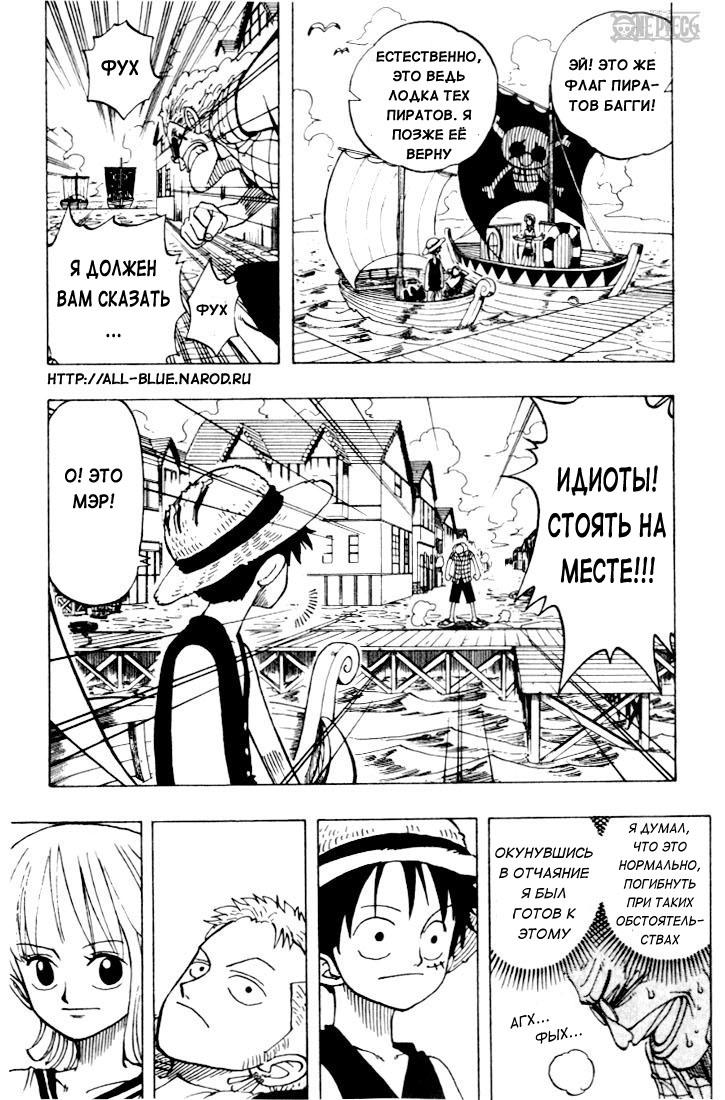 ONE PIECE
ЭЙ! ЭТО ЖЕ
ФЛАГ ПИРА-
ТОВ БАГГИ!
ЕСТЕСТВЕННО,
ЭТО ВЕДЬ
ЛОДКА ТЕХ
ПИРАТОВ. Я
ПОЗЖЕ ЕЁ
ВЕРНУ
ФУХ
ФУХ
Я ДОЛЖЕН
ВАМ СКАЗАТЬ
...
HTTP://ALL-BLUE.NAROD.RU
ИДИОТЫ!
СТОЯТЬ НА
МЕСТЕ!!!
О! ЭТО
МЭР!
Я ДУМАЛ,
ЧТО ЭТО
НОРМАЛЬНО,
ПОГИБНУТЬ
ПРИ ТАКИХ
ОБСТОЯТЕЛЬ-
СТВАХ
ОКУНУВШИСЬ
В ОТЧАЯНИЕ
Я БЫЛ
ГОТОВ К
ЭТОМУ
АГХ...
ФЫХ...